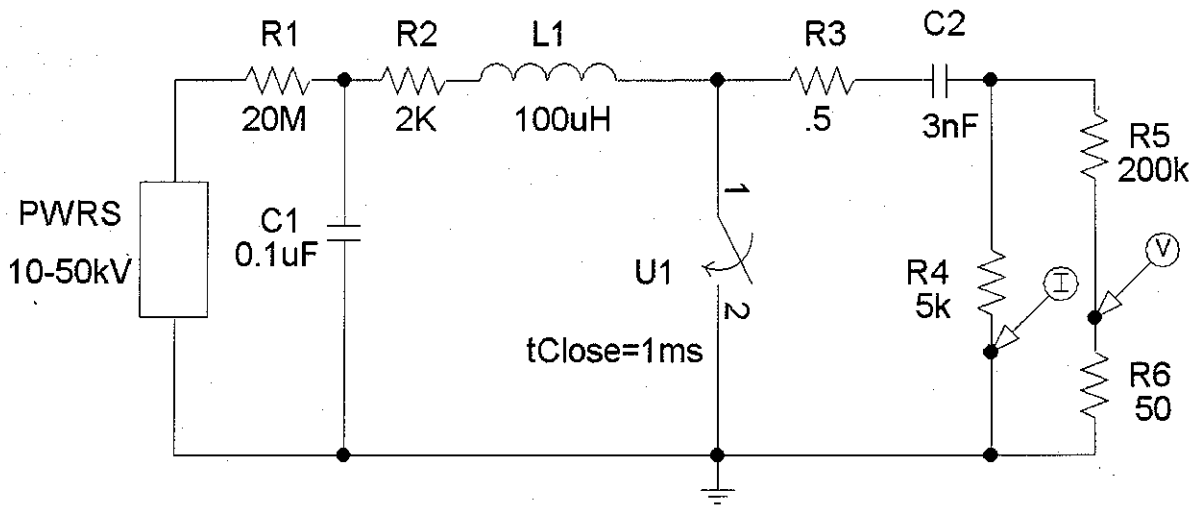 R1
20M
R2
2K
L1
100uH
R3
.5
C2
3nF
R5
200k
PWRS
10-50kV
C1
0.1uF
1
U1
2
tClose=1ms
R4
5k
I
V
R6
50